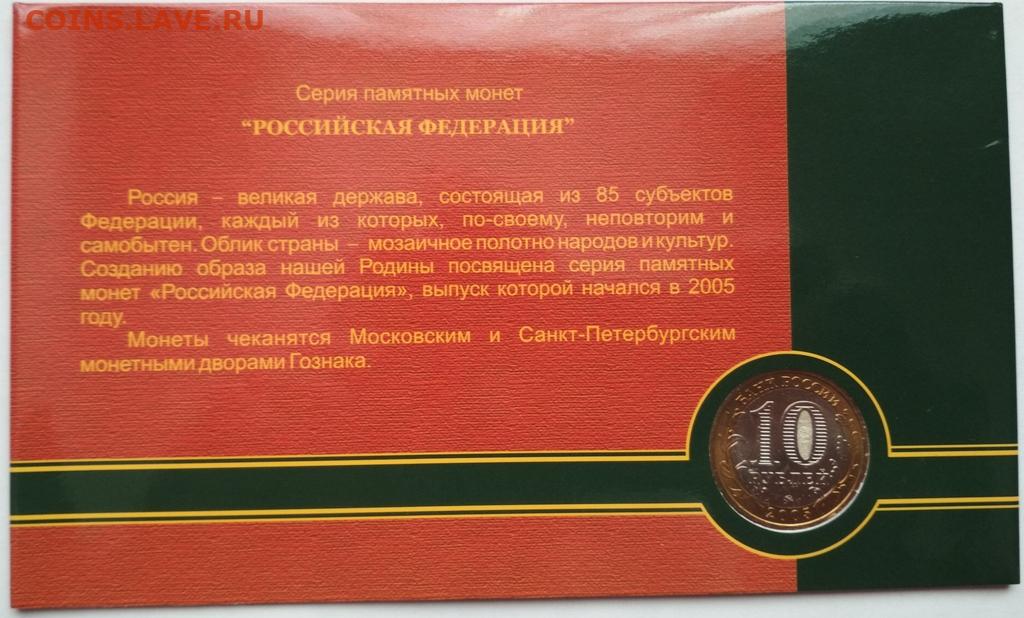 COINS.LAVE.RU
Серия памятных монет
“РОССИЙСКАЯ ФЕДЕРАЦИЯ”
Россия – великая держава, состоящая из 85 субъектов
Федерации, каждый из которых, по-своему, неповторим и
самобытен. Облик страны – мозаичное полотно народов и культур.
Созданию образа нашей Родины посвящена серия памятных
монет «Российская Федерация», выпуск которой начался в 2005
году.
Монеты чеканятся Московским и Санкт-Петербургским
монетными дворами Гознака.
БАНК РОССИИ
10
РУБЛЕЙ
2005